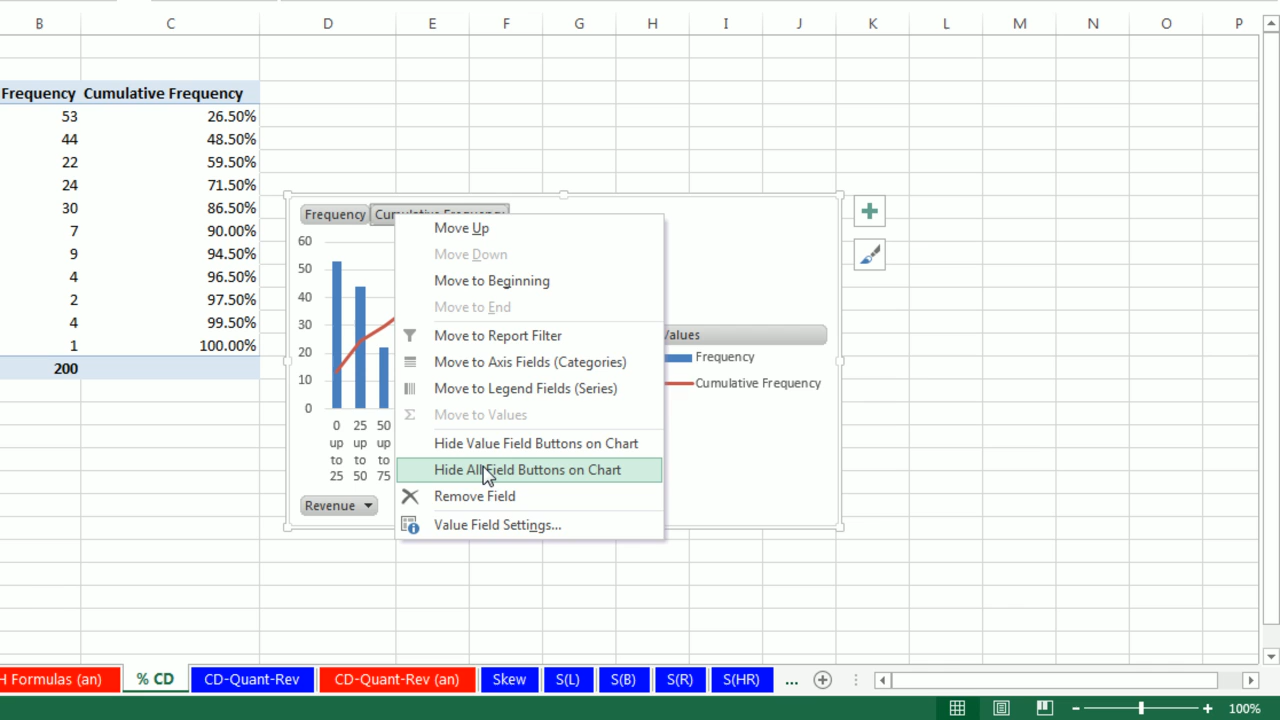 B C D E F G H I J K L M N O P
Frequency Cumulative Frequency
53 26.50%
44 48.50%
22 59.50%
24 71.50%
30 86.50%
7 90.00%
9 94.50%
4 96.50%
2 97.50%
4 99.50%
1 100.00%
200
Frequency Cumulative Frequency
60
50
40
30
20
10
0
0 up to 25
25 up to 50
50 up to 75
Revenue
Move Up
Move Down
Move to Beginning
Move to End
Move to Report Filter
Move to Axis Fields (Categories)
Move to Legend Fields (Series)
Move to Values
Hide Value Field Buttons on Chart
Hide All Field Buttons on Chart
Remove Field
Value Field Settings...
Values
Frequency
Cumulative Frequency
H Formulas (an) % CD CD-Quant-Rev CD-Quant-Rev (an) Skew S(L) S(B) S(R) S(HR) ...
100%